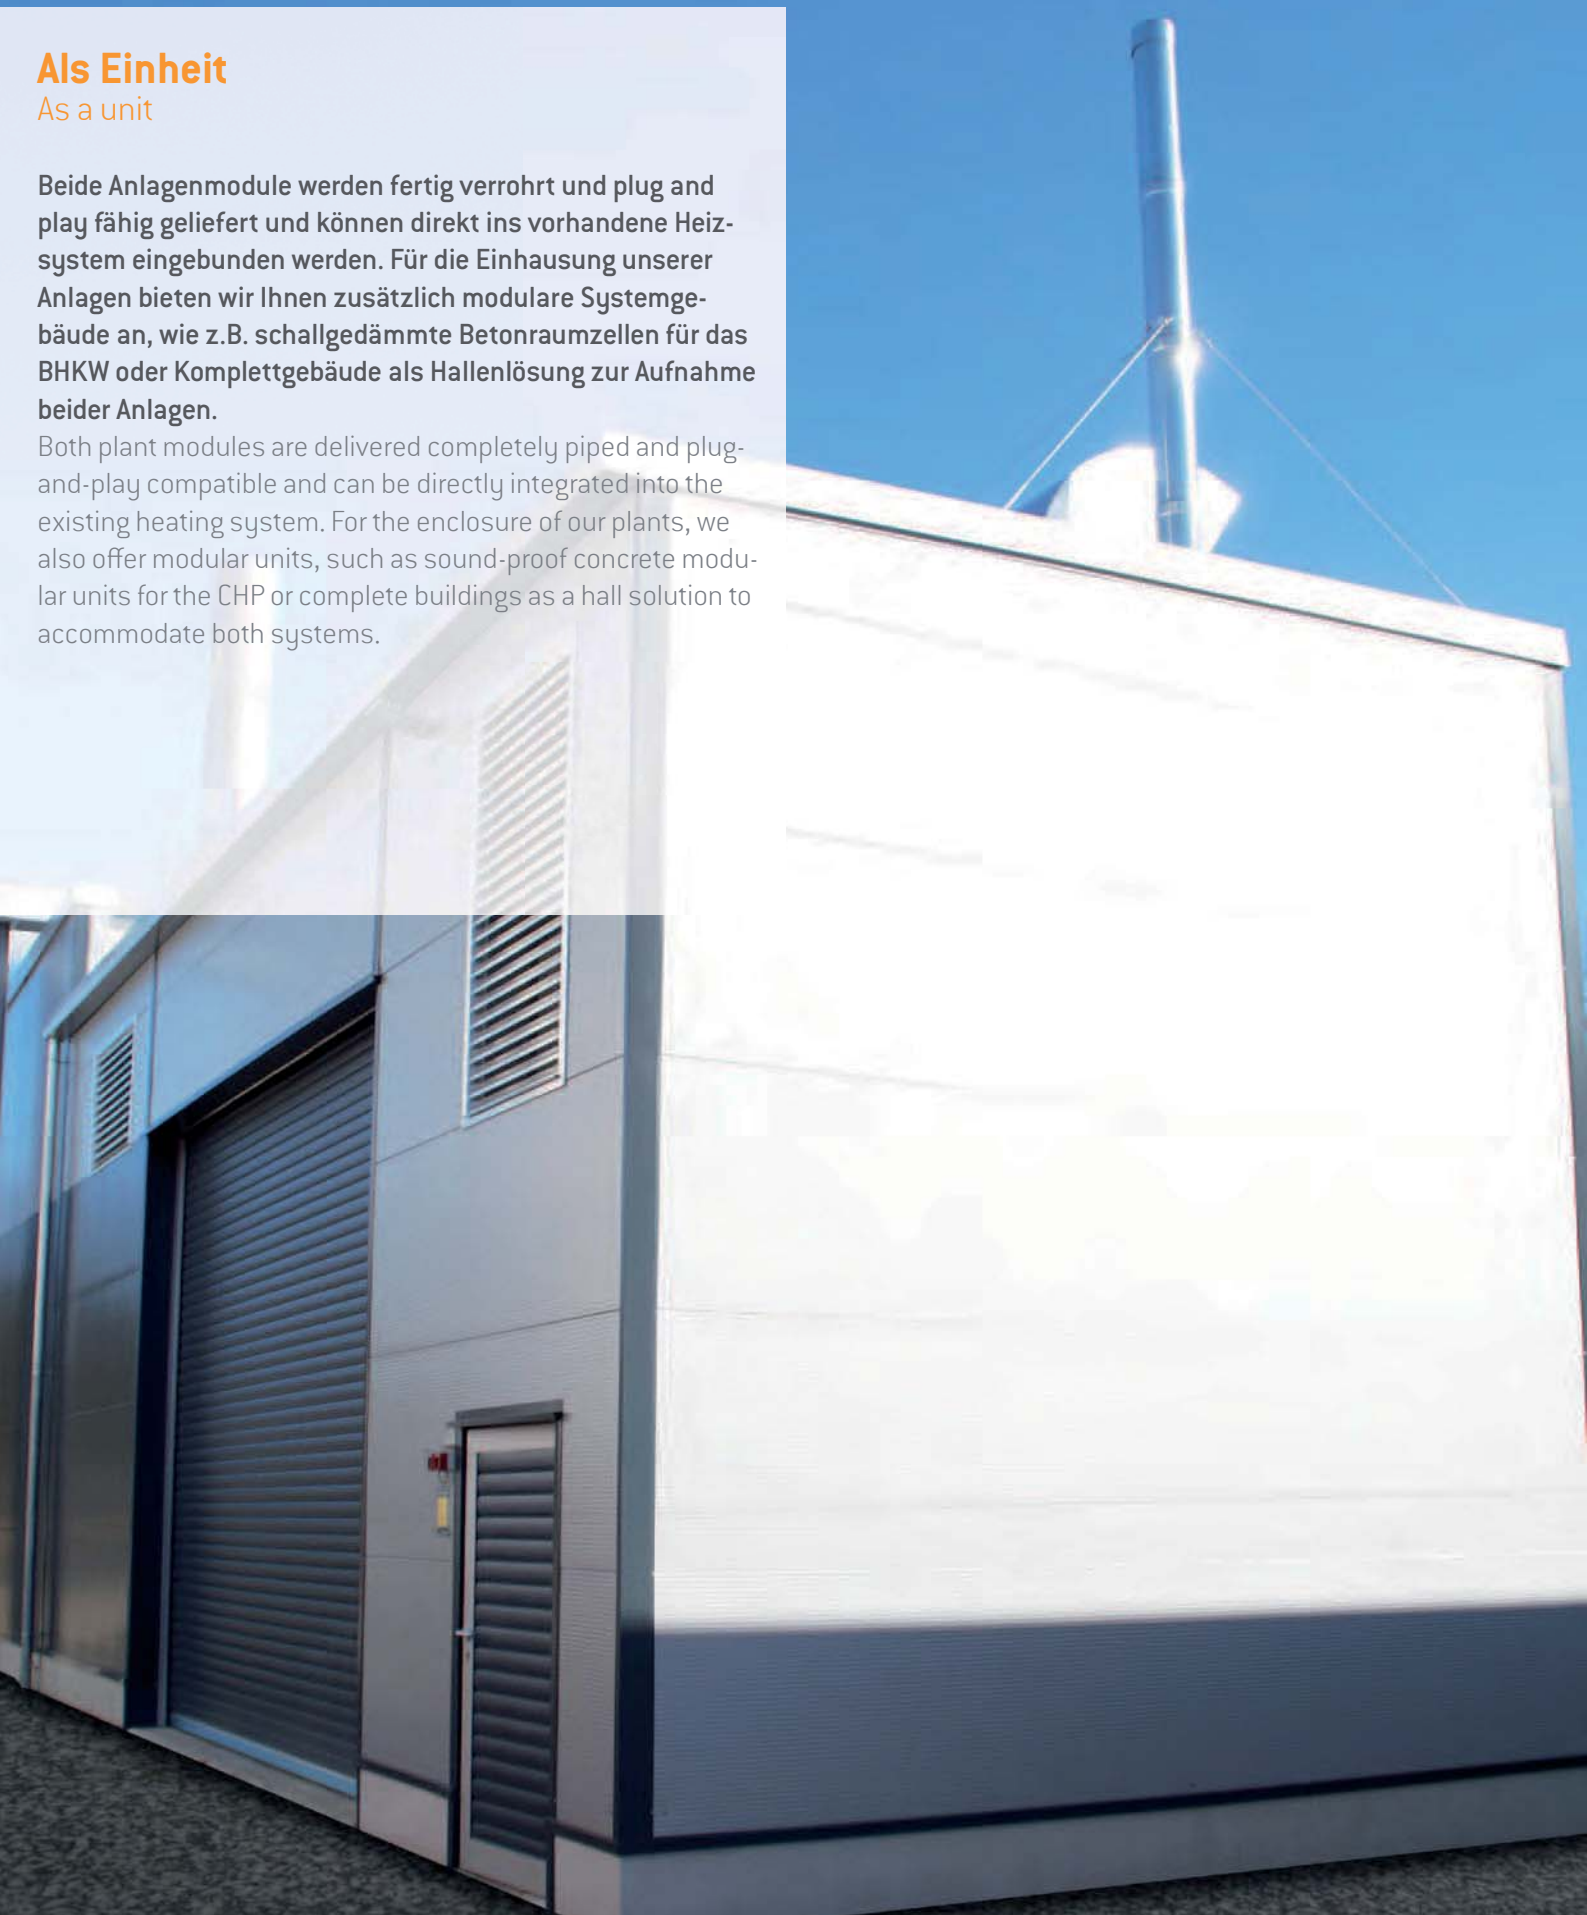 Als Einheit
As a unit
Beide Anlagenmodule werden fertig verrohrt und plug and
play fähig geliefert und können direkt ins vorhandene Heiz-
system eingebunden werden. Für die Einhausung unserer
Anlagen bieten wir Ihnen zusätzlich modulare Systemge-
bäude an, wie z.B. schallgedämmte Betonraumzellen für das
BHKW oder Komplettgebäude als Hallenlösung zur Aufnahme
beider Anlagen.
Both plant modules are delivered completely piped and plug-
and-play compatible and can be directly integrated into the
existing heating system. For the enclosure of our plants, we
also offer modular units, such as sound-proof concrete modu-
lar units for the CHP or complete buildings as a hall solution to
accommodate both systems.